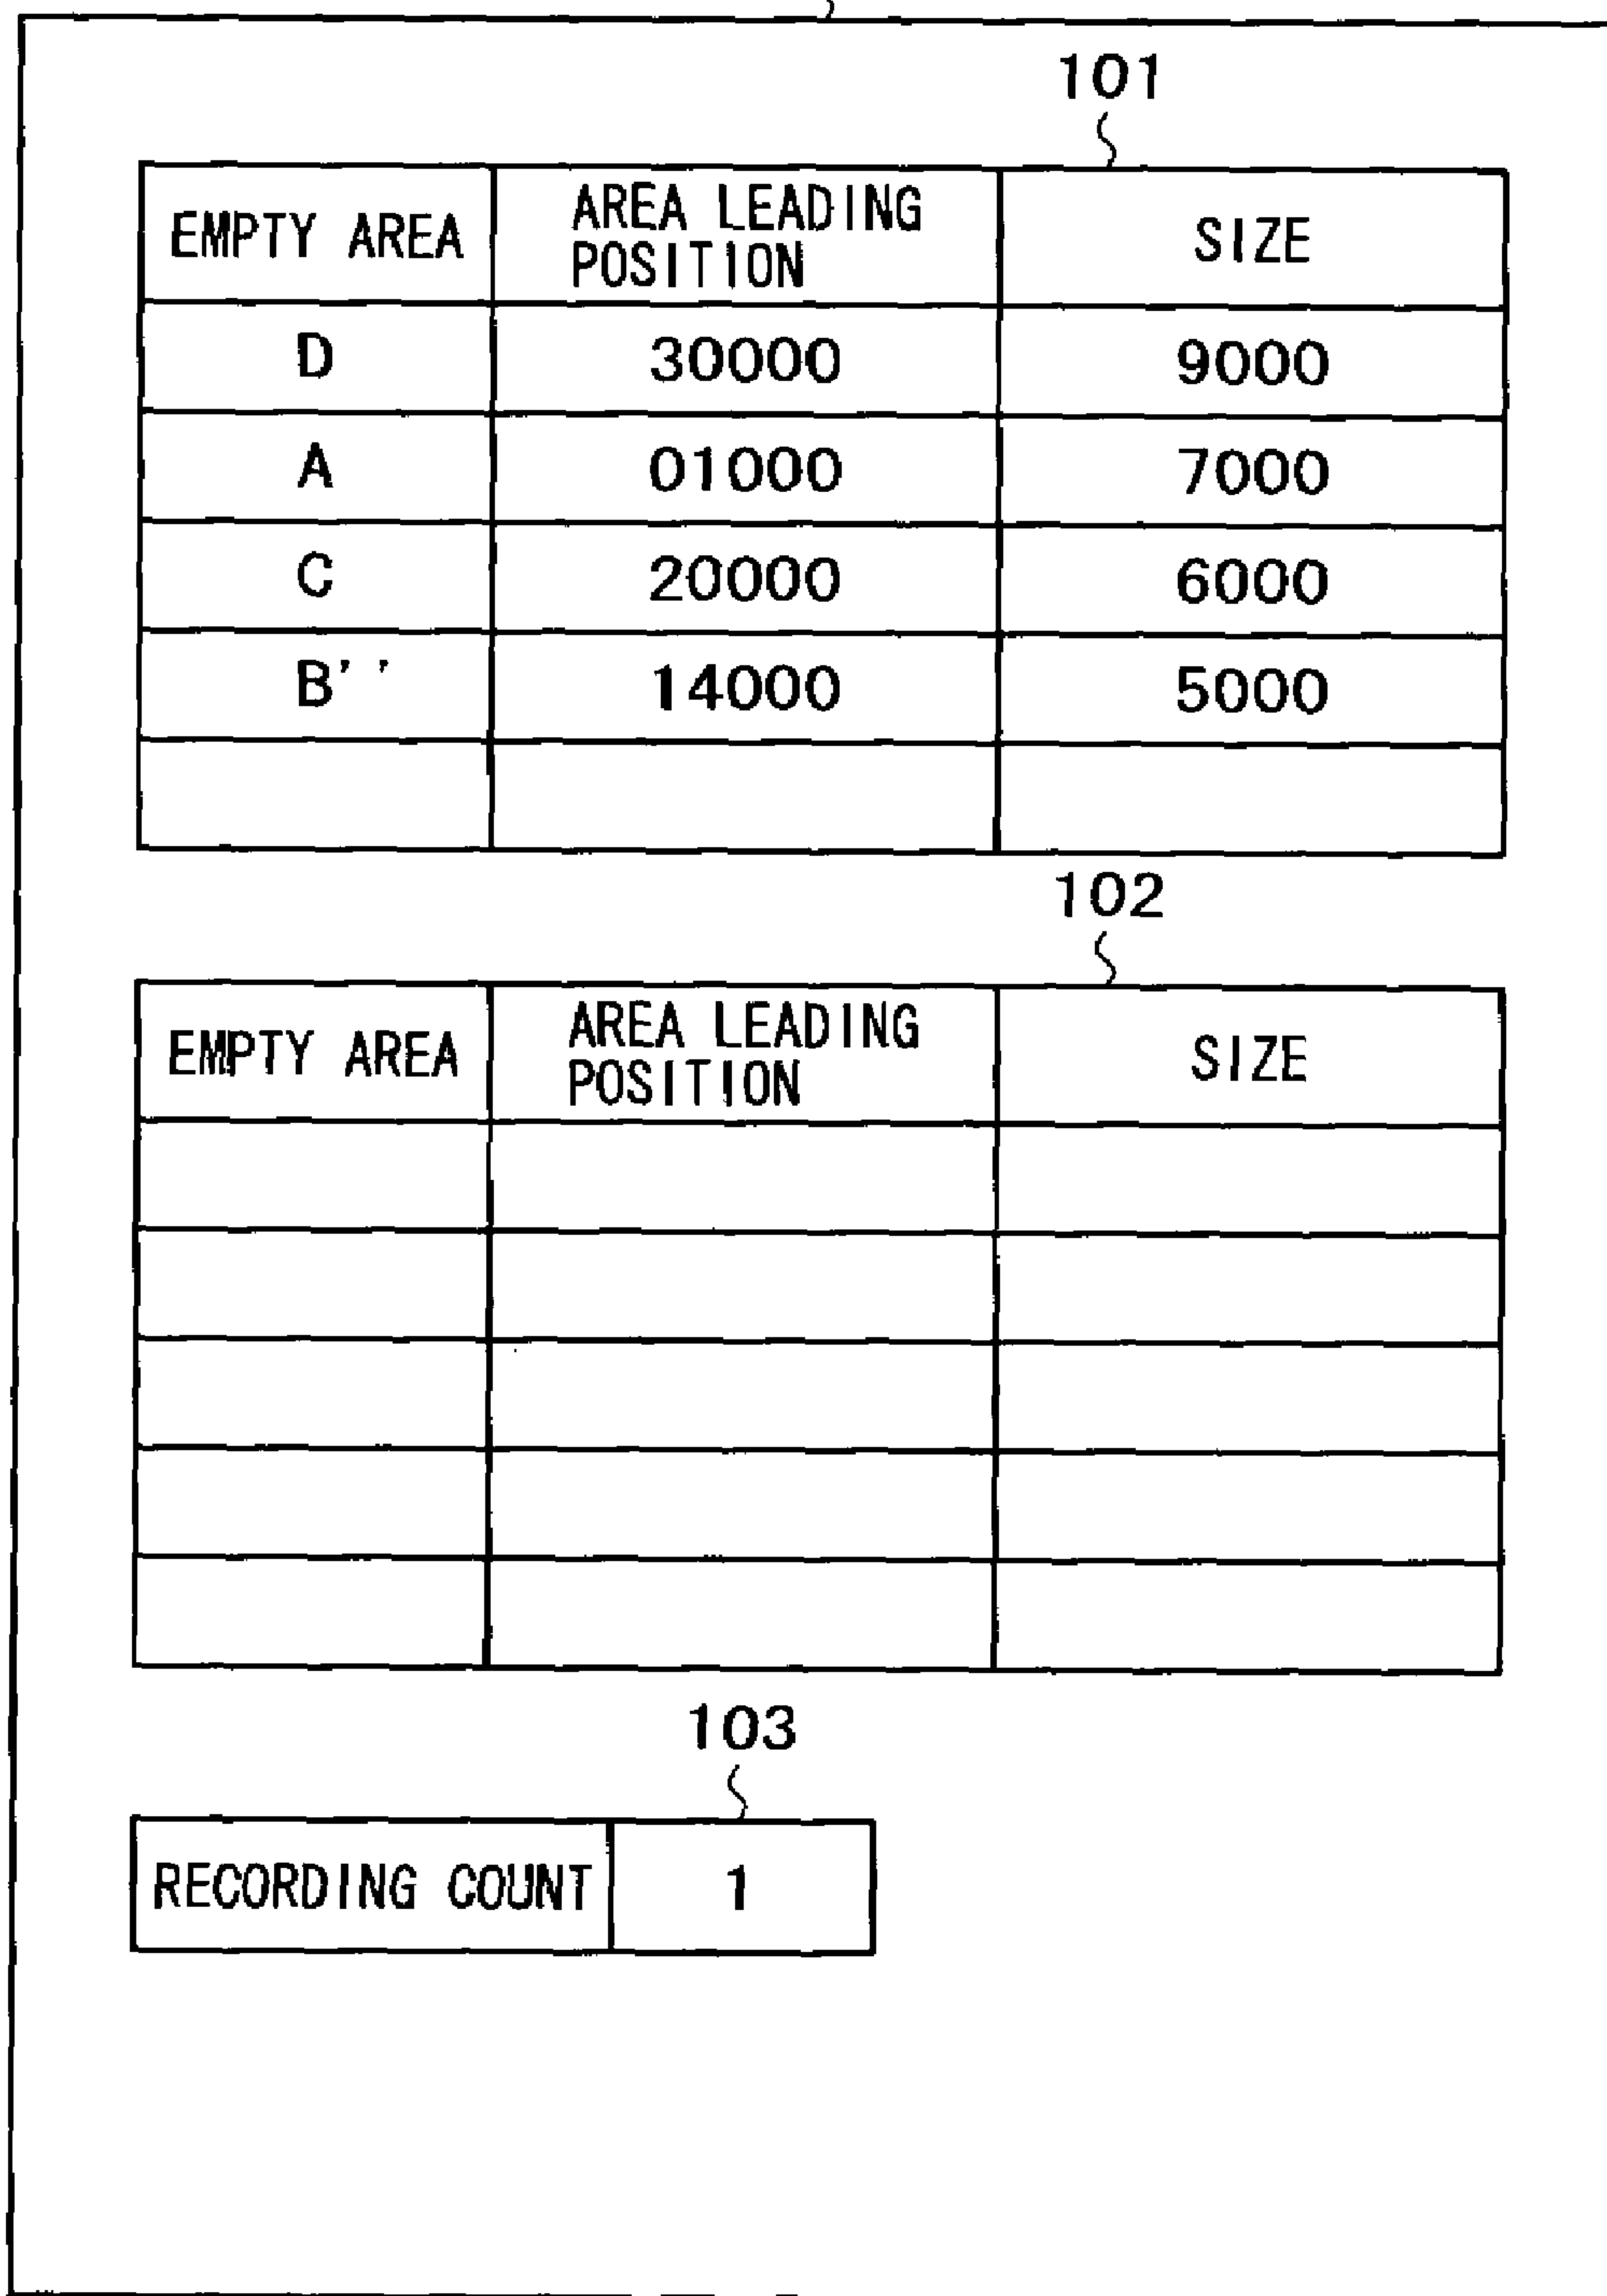 101
EMPTY AREA AREA LEADING POSITION SIZE
D 30000 9000
A 01000 7000
C 20000 6000
B'' 14000 5000
102
EMPTY AREA AREA LEADING POSITION SIZE
103
RECORDING COUNT 1